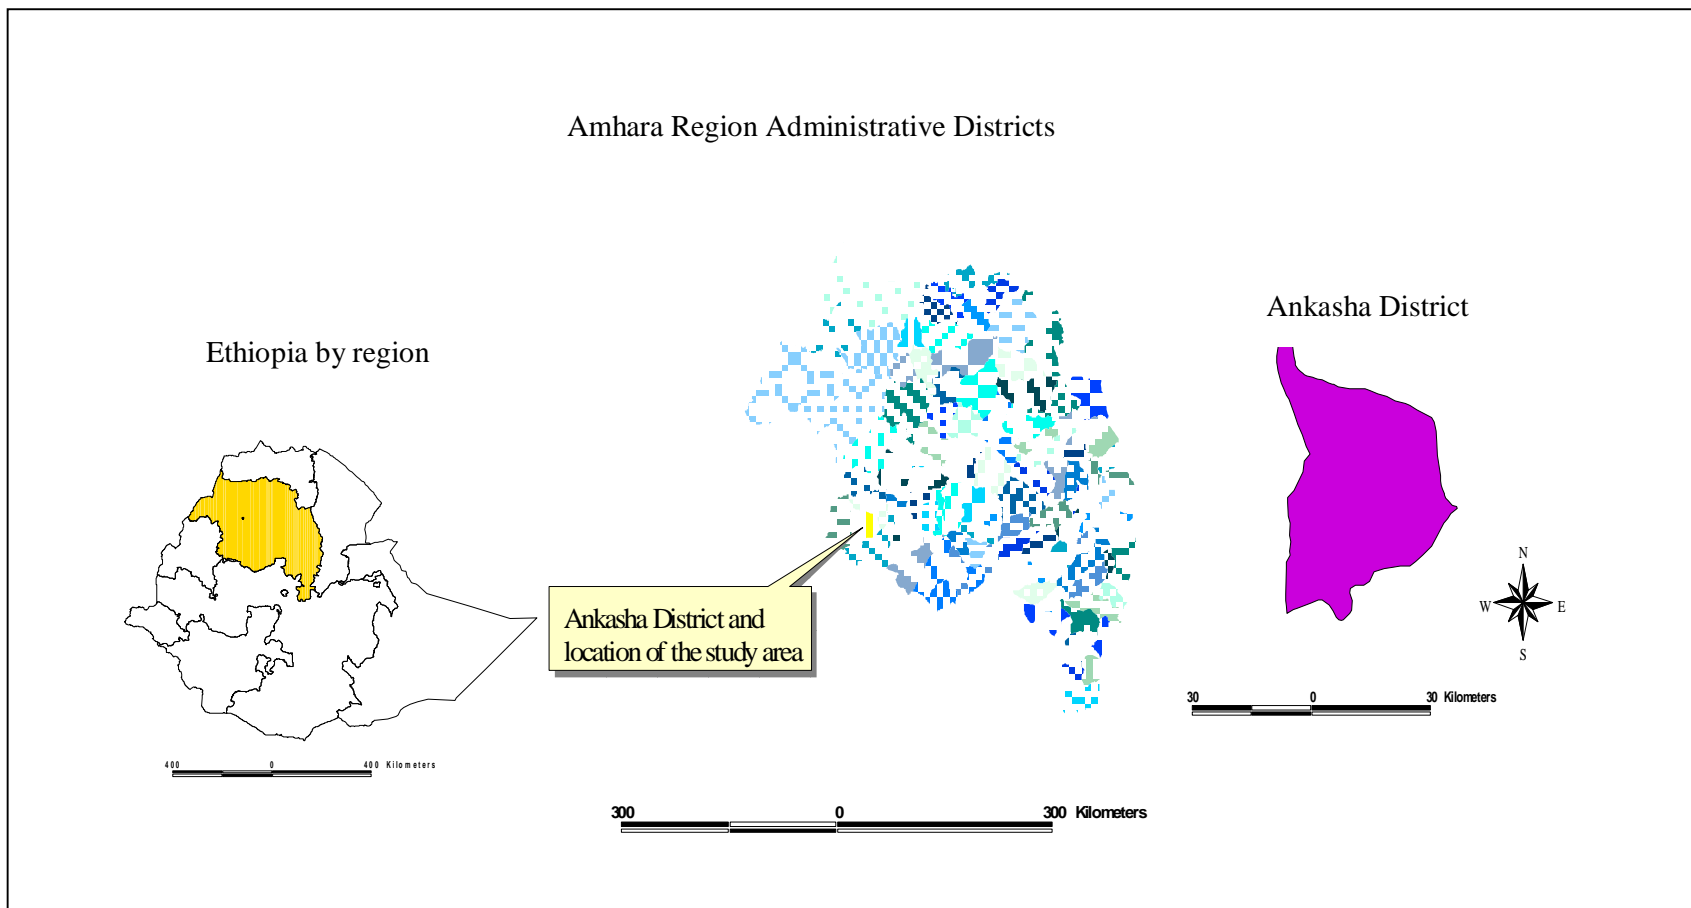 Amhara Region Administrative Districts
Ankasha District
Ethiopia by region
Ankasha District and
location of the study area
N
W
E
S
30 0 30 Kilometers
400 0 400 Kilometers
300 0 300 Kilometers